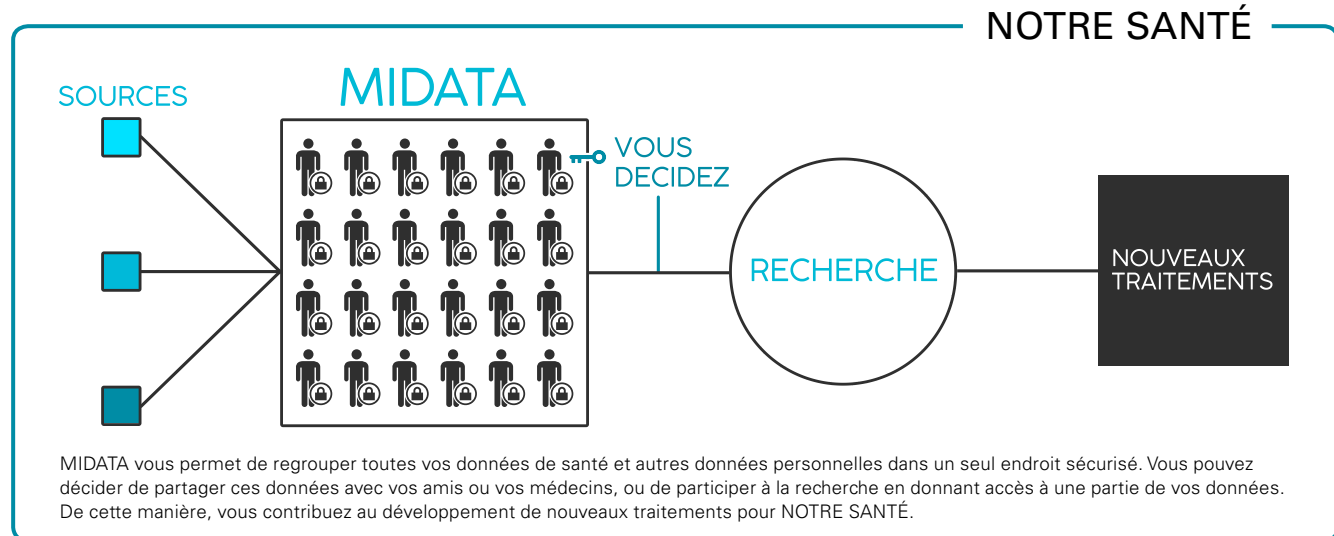 NOTRE SANTÉ
SOURCES
MIDATA
VOUS
DECIDEZ
RECHERCHE
NOUVEAUX
TRAITEMENTS
MIDATA vous permet de regrouper toutes vos données de santé et autres données personnelles dans un seul endroit sécurisé. Vous pouvez
décider de partager ces données avec vos amis ou vos médecins, ou de participer à la recherche en donnant accès à une partie de vos données.
De cette manière, vous contribuez au développement de nouveaux traitements pour NOTRE SANTÉ.